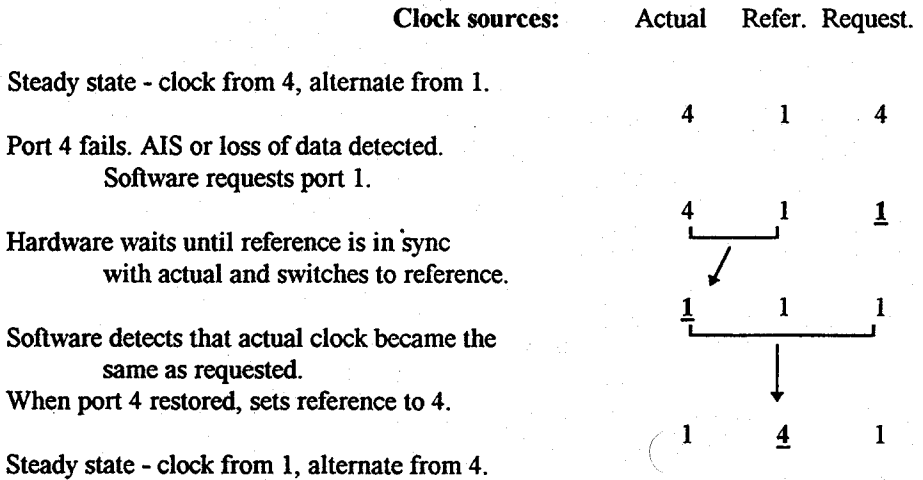 Clock sources: Actual Refer. Request.
Steady state - clock from 4, alternate from 1.
4 1 4
Port 4 fails. AIS or loss of data detected.
Software requests port 1.
4 1 1
Hardware waits until reference is in sync
with actual and switches to reference.
1 1 1
Software detects that actual clock became the
same as requested.
When port 4 restored, sets reference to 4.
1 4 1
Steady state - clock from 1, alternate from 4.